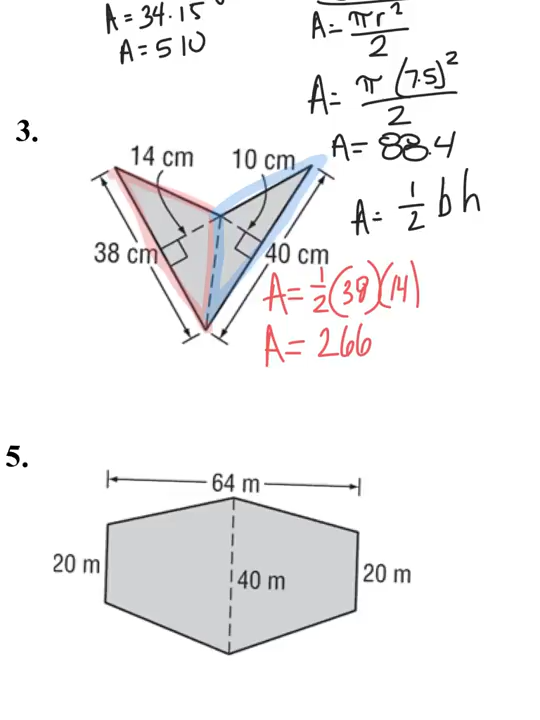 A = 34·15
A = 510
A = πr²/2
A = π(7.5)²/2
A = 88.4
A = 1/2 bh
3.
14 cm
10 cm
38 cm
40 cm
A = 1/2(38)(14)
A = 266
5.
64 m
20 m
40 m
20 m